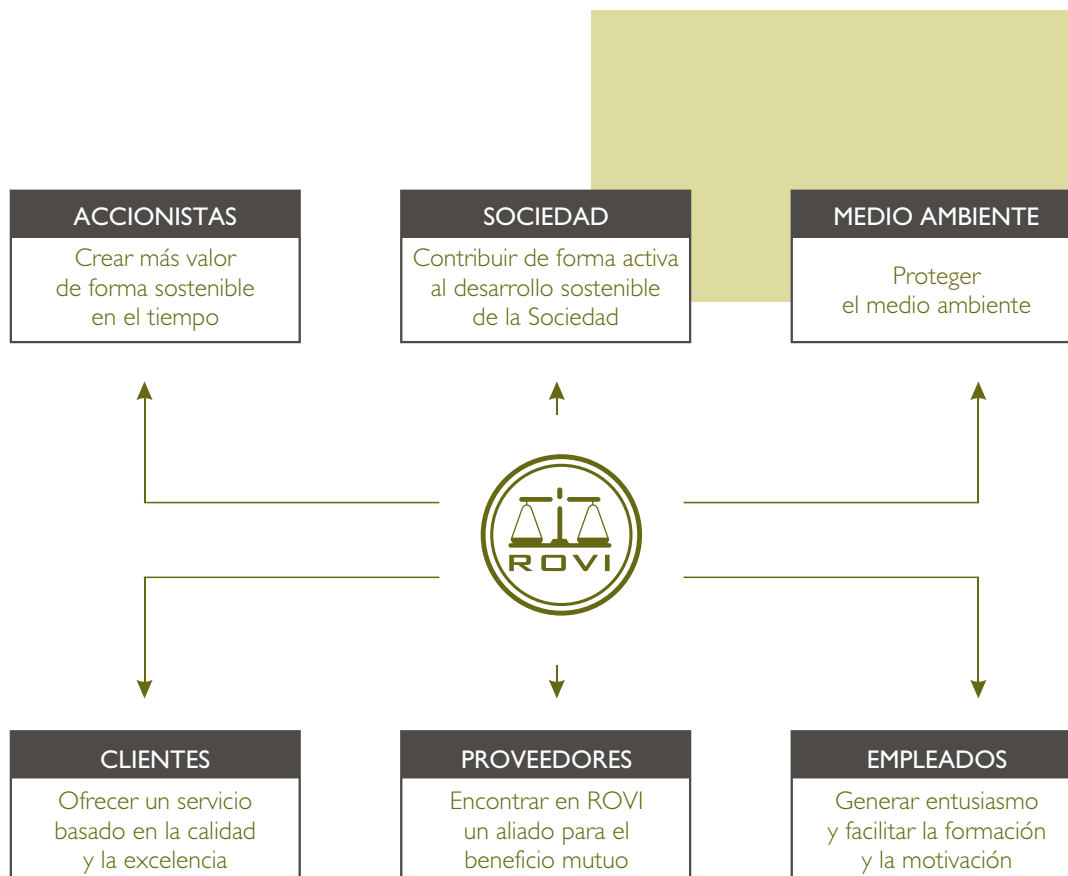 ACCIONISTAS
Crear más valor
de forma sostenible
en el tiempo
SOCIEDAD
Contribuir de forma activa
al desarrollo sostenible
de la Sociedad
MEDIO AMBIENTE
Proteger
el medio ambiente
ROVI
CLIENTES
Ofrecer un servicio
basado en la calidad
y la excelencia
PROVEEDORES
Encontrar en ROVI
un aliado para el
beneficio mutuo
EMPLEADOS
Generar entusiasmo
y facilitar la formación
y la motivación